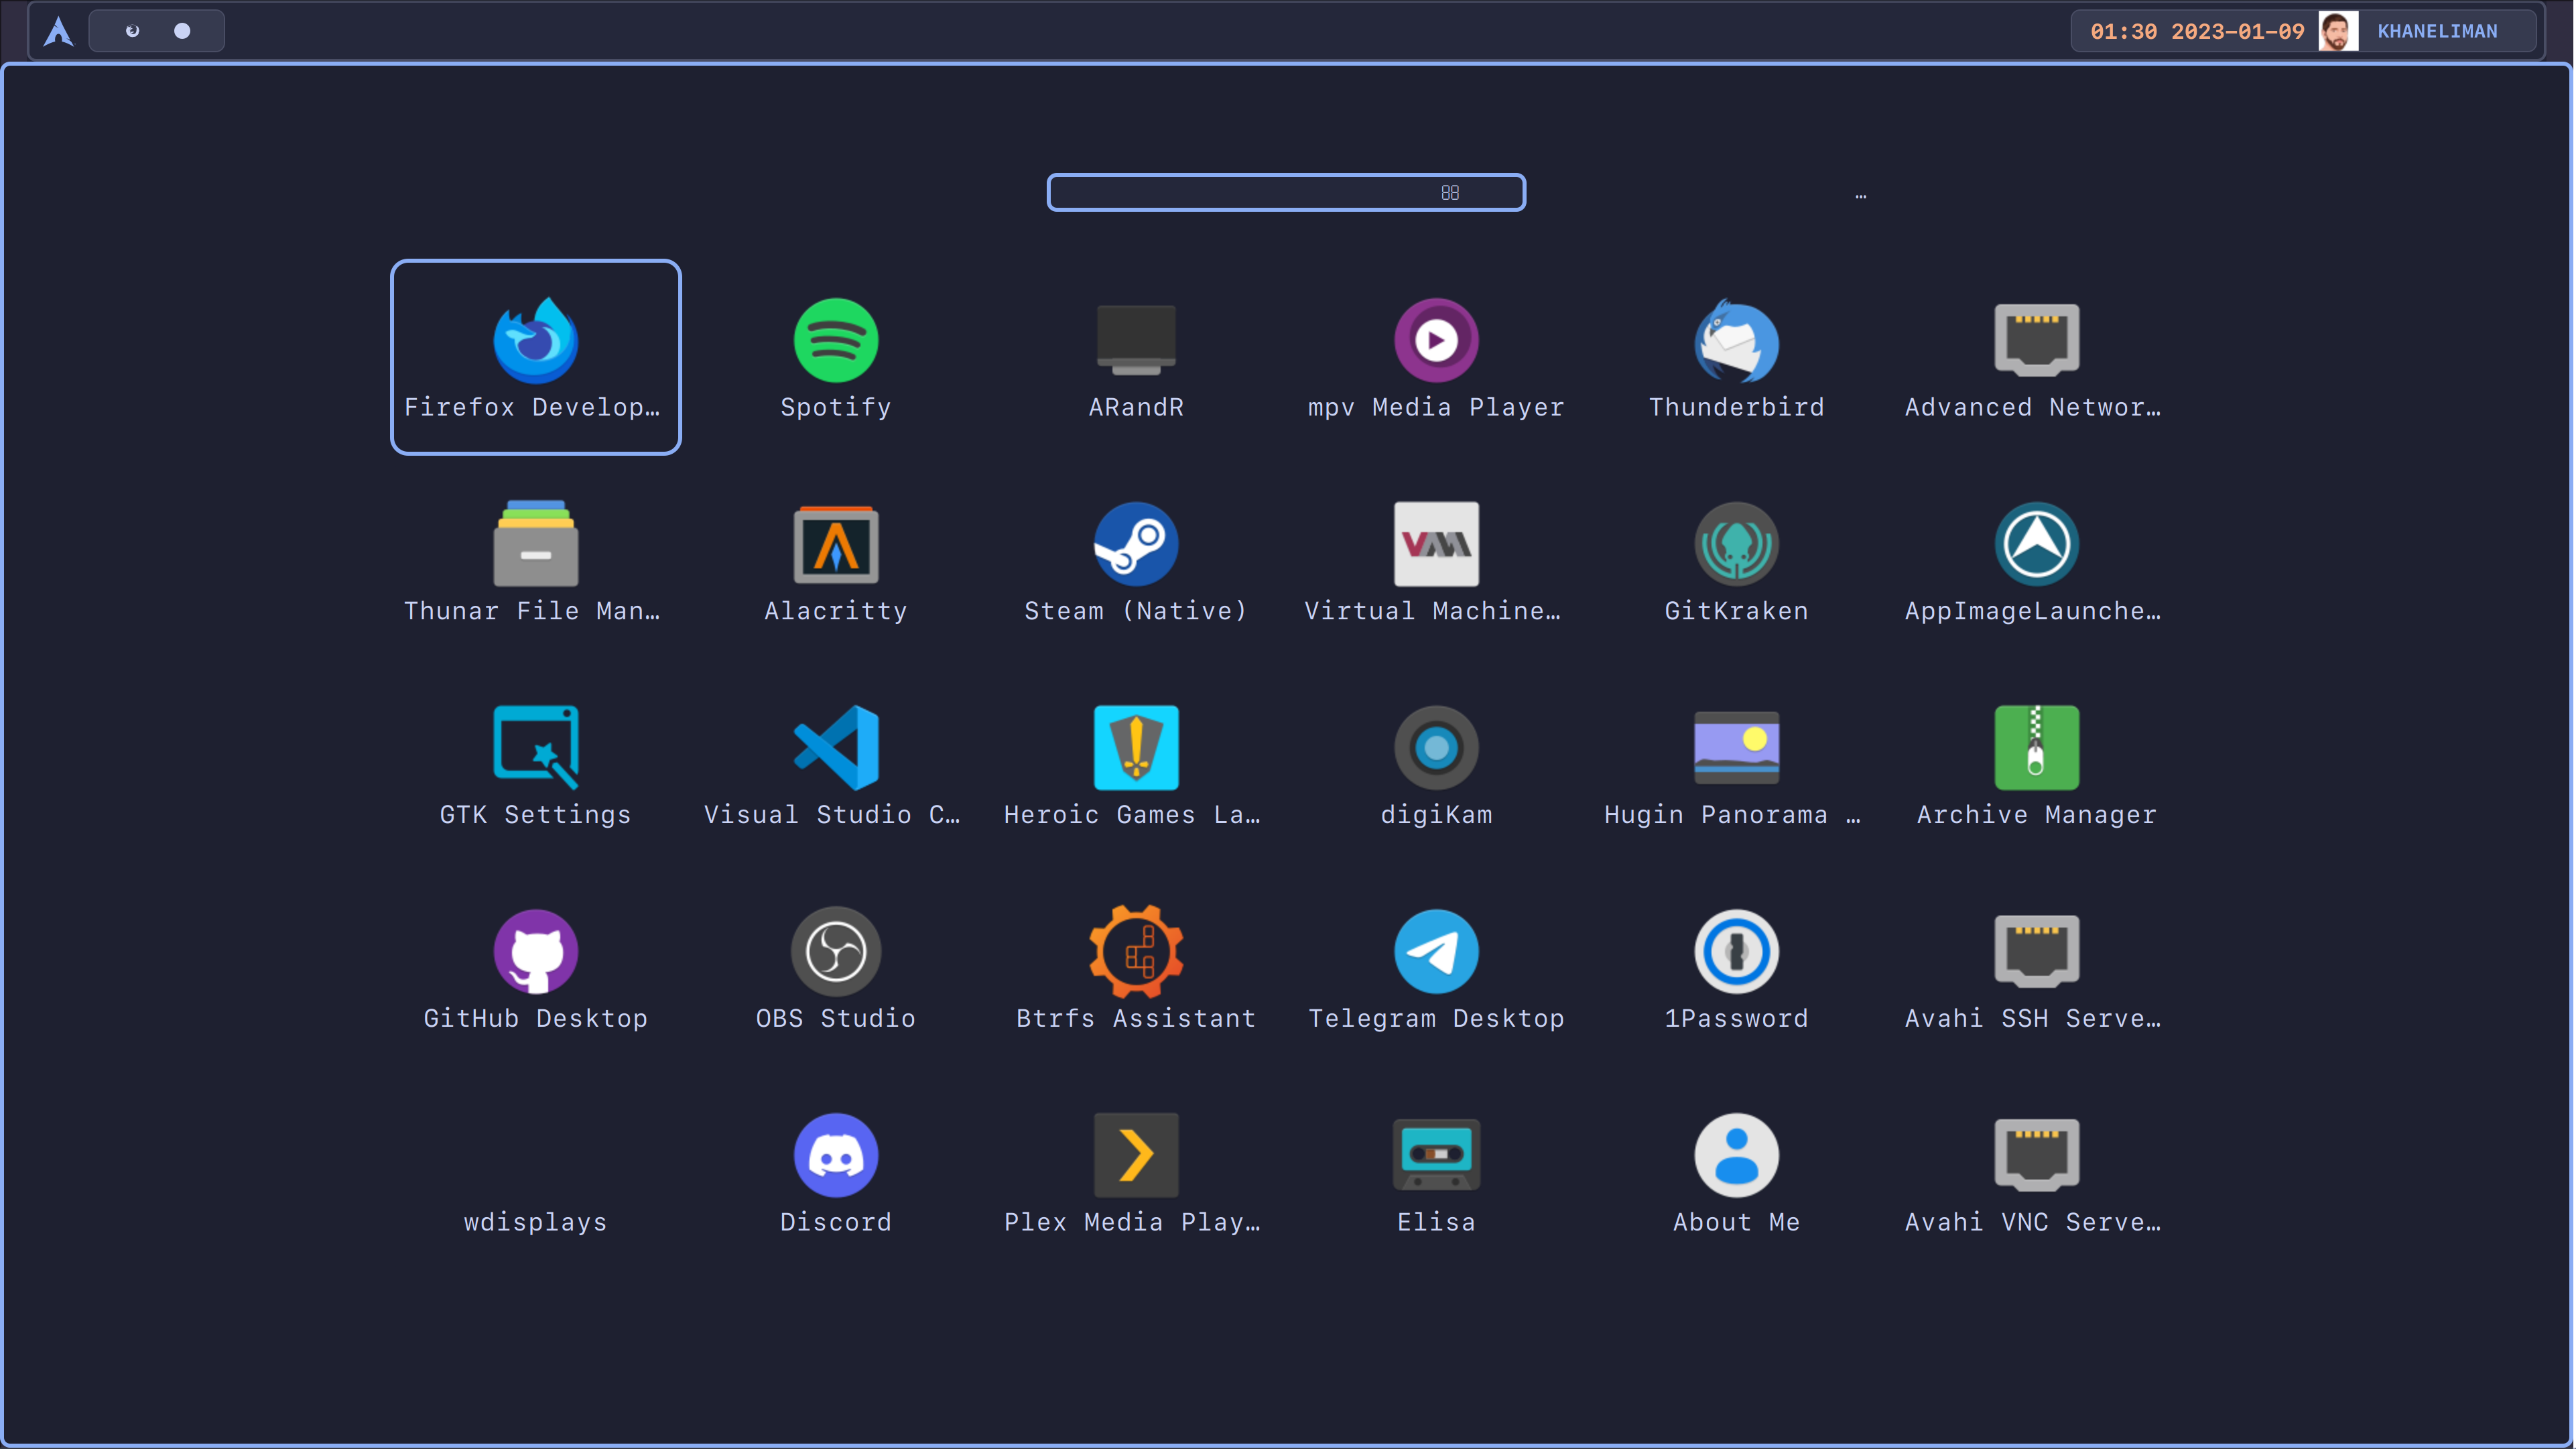 01:30 2023-01-09 KHANELIMAN
88 …
Firefox Develop… Spotify ARandR mpv Media Player Thunderbird Advanced Networ…
Thunar File Man… Alacritty Steam (Native) Virtual Machine… GitKraken AppImageLaunche…
GTK Settings Visual Studio C… Heroic Games La… digiKam Hugin Panorama … Archive Manager
GitHub Desktop OBS Studio Btrfs Assistant Telegram Desktop 1Password Avahi SSH Serve…
wdisplays Discord Plex Media Play… Elisa About Me Avahi VNC Serve…